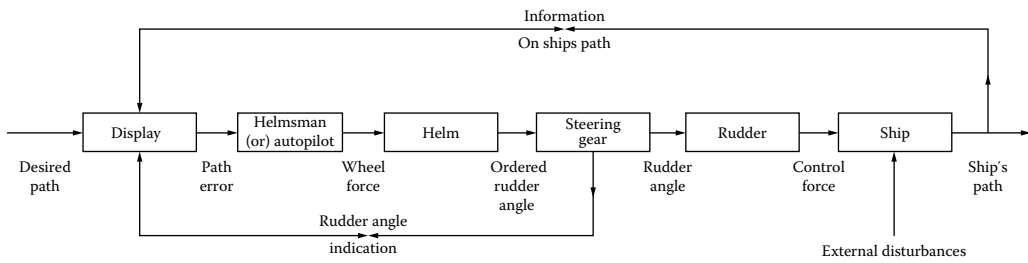 Information
On ships path
Display
Helmsman
(or) autopilot
Helm
Steering
gear
Rudder
Ship
Desired
path
Path
error
Wheel
force
Ordered
rudder
angle
Rudder
angle
Control
force
Ship's
path
Rudder angle
indication
External disturbances